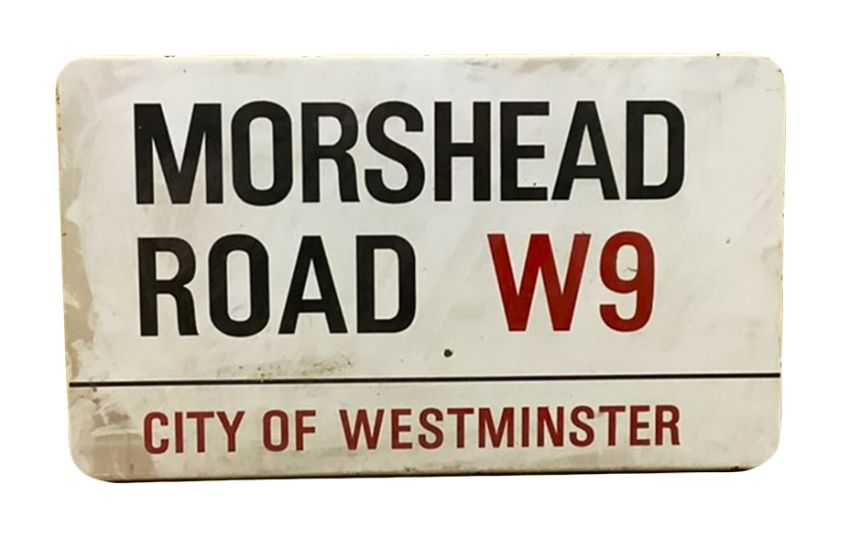 MORSHEAD
ROAD W9
CITY OF WESTMINSTER